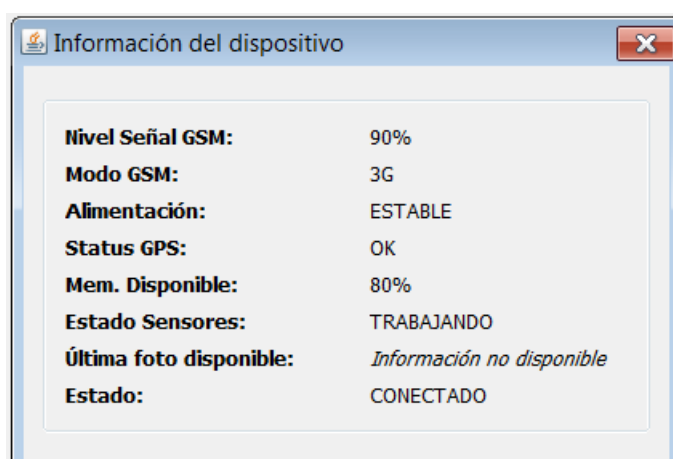 Información del dispositivo
Nivel Señal GSM: 90%
Modo GSM: 3G
Alimentación: ESTABLE
Status GPS: OK
Mem. Disponible: 80%
Estado Sensores: TRABAJANDO
Última foto disponible: Información no disponible
Estado: CONECTADO